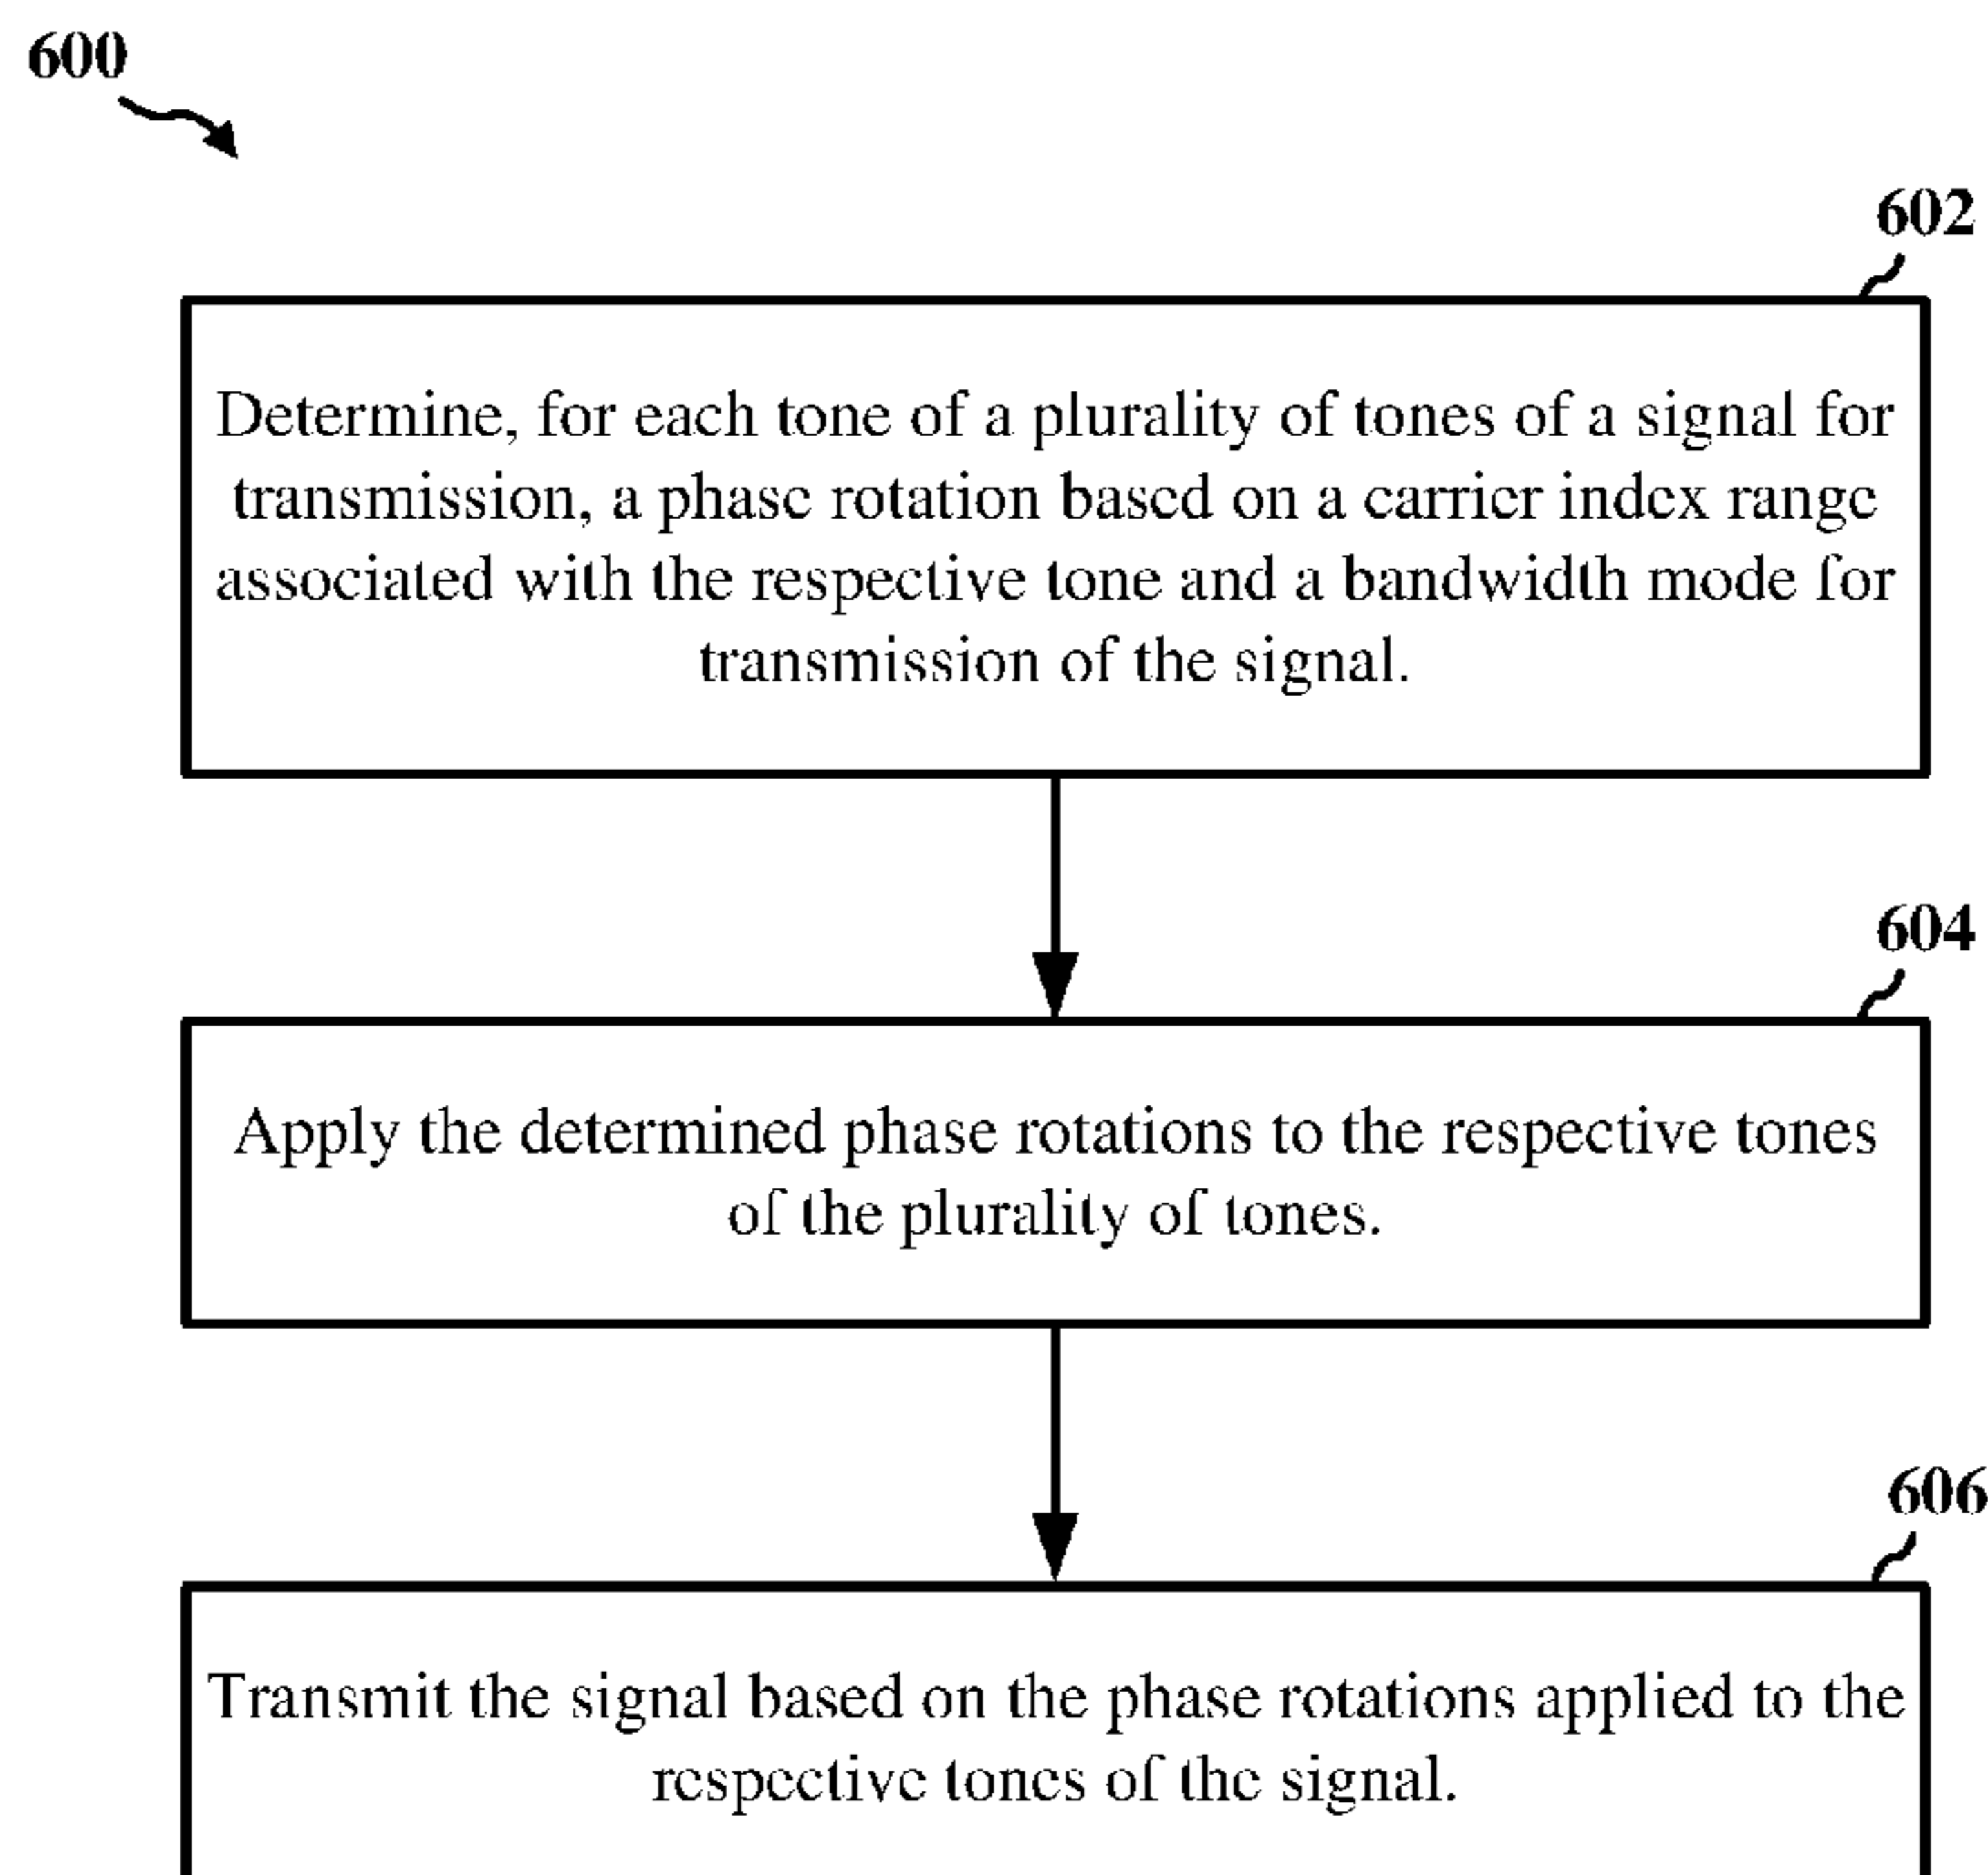 600
602
Determine, for each tone of a plurality of tones of a signal for
transmission, a phase rotation based on a carrier index range
associated with the respective tone and a bandwidth mode for
transmission of the signal.
604
Apply the determined phase rotations to the respective tones
of the plurality of tones.
606
Transmit the signal based on the phase rotations applied to the
respective tones of the signal.